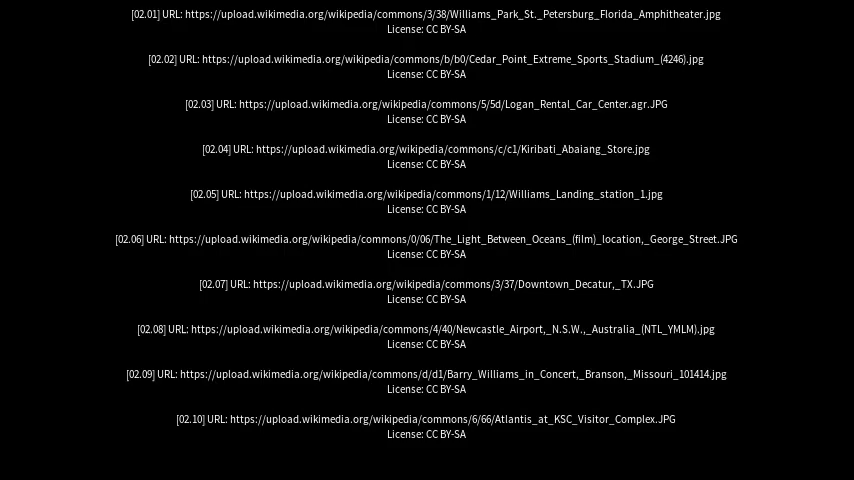 [02.01] URL: https://upload.wikimedia.org/wikipedia/commons/3/38/Williams_Park_St._Petersburg_Florida_Amphitheater.jpg
License: CC BY-SA
[02.02] URL: https://upload.wikimedia.org/wikipedia/commons/b/b0/Cedar_Point_Extreme_Sports_Stadium_(4246).jpg
License: CC BY-SA
[02.03] URL: https://upload.wikimedia.org/wikipedia/commons/5/5d/Logan_Rental_Car_Center.agr.JPG
License: CC BY-SA
[02.04] URL: https://upload.wikimedia.org/wikipedia/commons/c/c1/Kiribati_Abaiang_Store.jpg
License: CC BY-SA
[02.05] URL: https://upload.wikimedia.org/wikipedia/commons/1/12/Williams_Landing_station_1.jpg
License: CC BY-SA
[02.06] URL: https://upload.wikimedia.org/wikipedia/commons/0/06/The_Light_Between_Oceans_(film)_location,_George_Street.JPG
License: CC BY-SA
[02.07] URL: https://upload.wikimedia.org/wikipedia/commons/3/37/Downtown_Decatur,_TX.JPG
License: CC BY-SA
[02.08] URL: https://upload.wikimedia.org/wikipedia/commons/4/40/Newcastle_Airport,_N.S.W.,_Australia_(NTL_YMLM).jpg
License: CC BY-SA
[02.09] URL: https://upload.wikimedia.org/wikipedia/commons/d/d1/Barry_Williams_in_Concert,_Branson,_Missouri_101414.jpg
License: CC BY-SA
[02.10] URL: https://upload.wikimedia.org/wikipedia/commons/6/66/Atlantis_at_KSC_Visitor_Complex.JPG
License: CC BY-SA